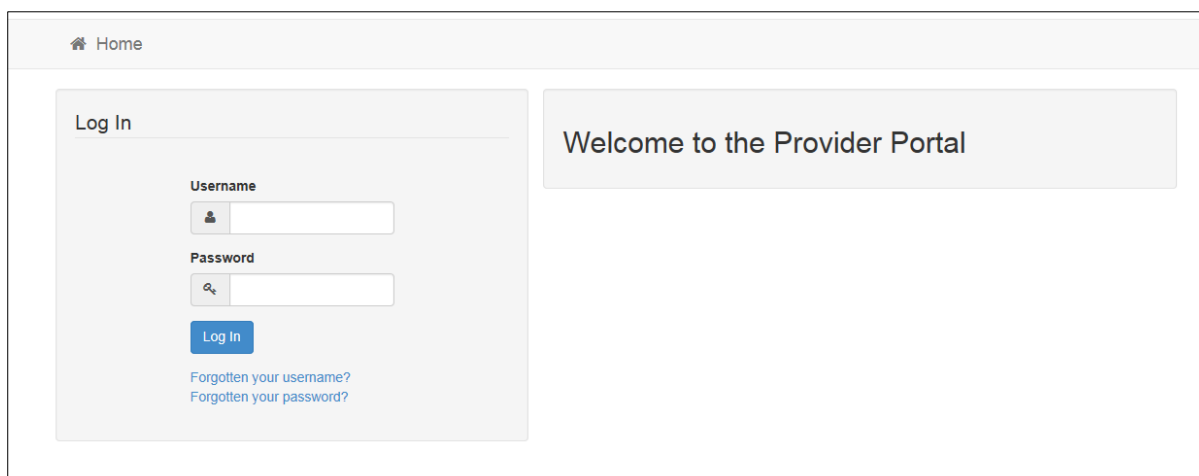 Home
Log In
Username
Password
Log In
Forgotten your username?
Forgotten your password?
Welcome to the Provider Portal